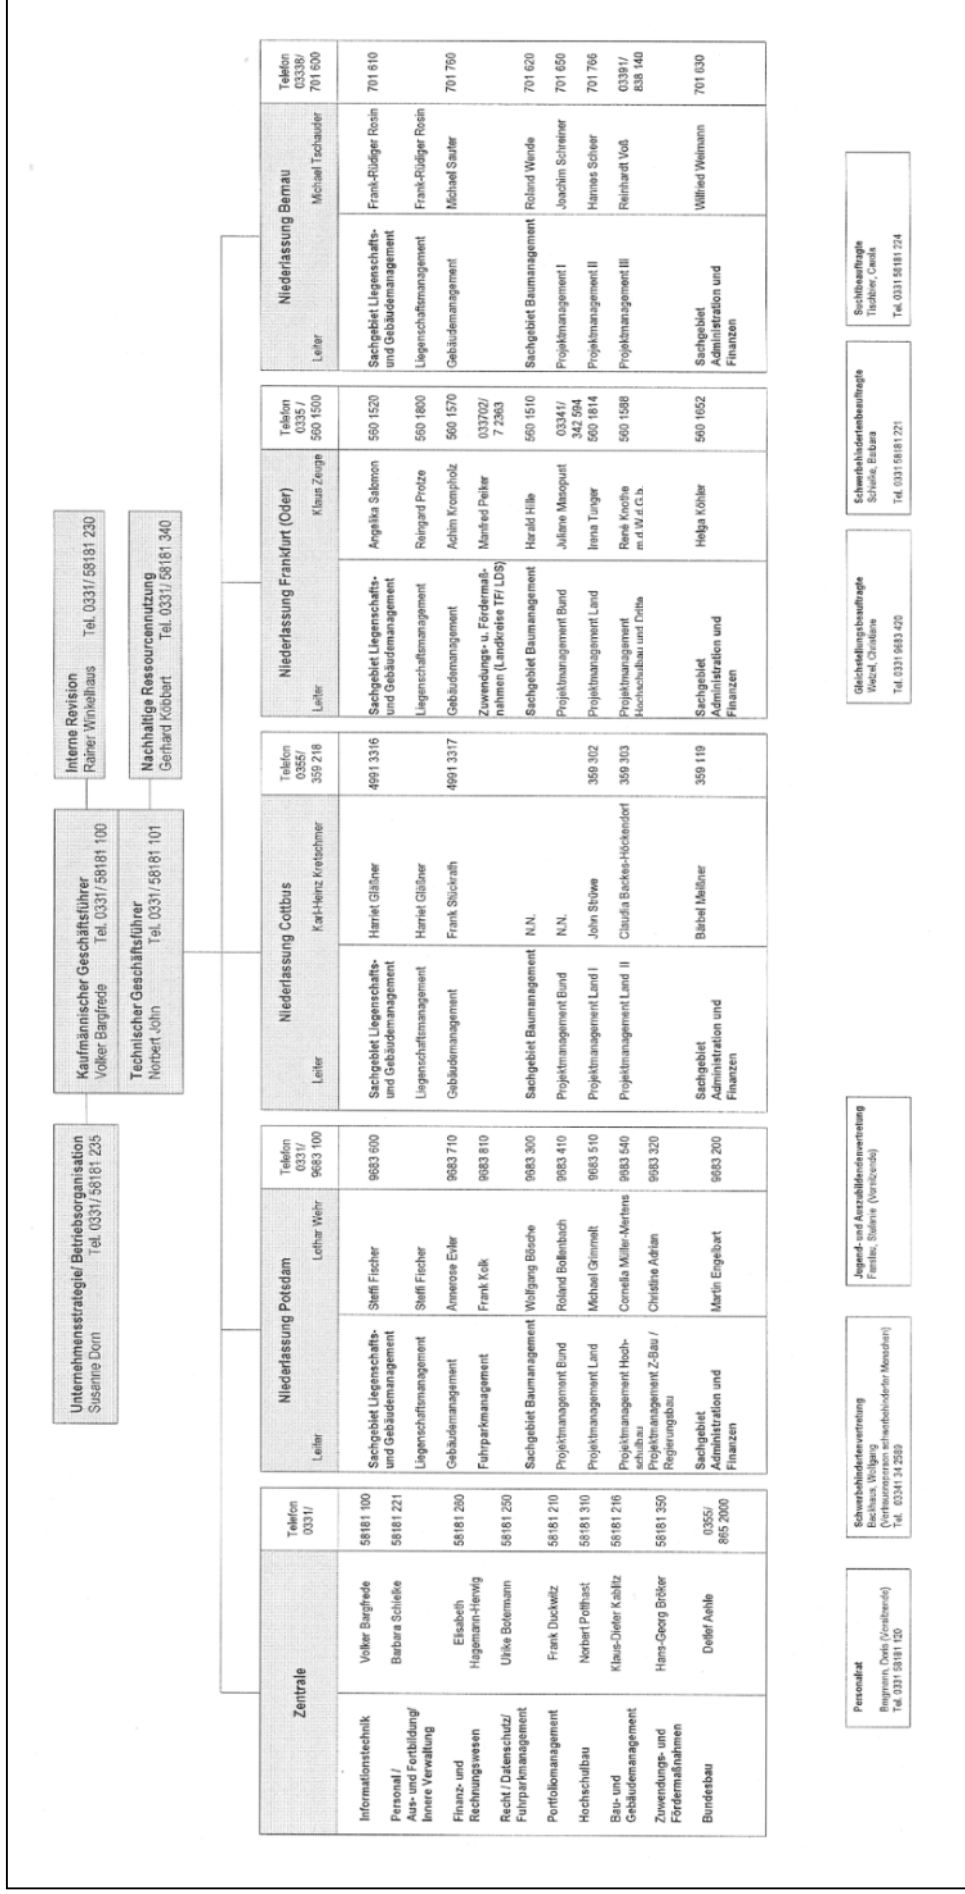 Unternehmensstrategie/ Betriebsorganisation
Susanne Dorn Tel. 0331/ 58181 235
Kaufmännischer Geschäftsführer
Volker Bargfrede Tel. 0331/ 58181 100
Technischer Geschäftsführer
Norbert John Tel. 0331/ 58181 101
Interne Revision
Rainer Winkelhaus Tel. 0331/ 58181 230
Nachhaltige Ressourcennutzung
Gerhard Köbbert Tel. 0331/ 58181 340
Zentrale
Telefon
0331/
Informationstechnik Volker Bargfrede 58181 100
Personal / Barbara Schielke 58181 221
Aus- und Fortbildung/
Innere Verwaltung
Finanz- und Elisabeth 58181 260
Rechnungswesen Hagemann-Herwig
Recht / Datenschutz/ Ulrike Botermann 58181 250
Fuhrparkmanagement
Portfoliomanagement Frank Duckwitz 58181 210
Hochschulbau Norbert Potthast 58181 310
Bau- und Klaus-Dieter Kablitz 58181 216
Gebäudemanagement
Zuwendungs- und Hans-Georg Bröker 58181 350
Fördermaßnahmen
Bundesbau Detlef Aehle 0355/
865 2000
Niederlassung Potsdam
Leiter Lothar Wehr
Telefon
0331/
9683 100
Sachgebiet Liegenschafts- Steffi Fischer 9683 600
und Gebäudemanagement
Liegenschaftsmanagement Steffi Fischer
Gebäudemanagement Annerose Evler 9683 710
Fuhrparkmanagement Frank Kolk 9683 810
Sachgebiet Baumanagement Wolfgang Bösche 9683 300
Projektmanagement Bund Roland Bollenbach 9683 410
Projektmanagement Land Michael Grimmelt 9683 510
Projektmanagement Hoch- Cornelia Müller-Mertens 9683 540
schulbau
Projektmanagement Z-Bau / Christine Adrian 9683 320
Regierungsbau
Sachgebiet Martin Engelbart 9683 200
Administration und
Finanzen
Niederlassung Cottbus
Leiter Karl-Heinz Kretschmer
Telefon
0355/
359 218
Sachgebiet Liegenschafts- Harriet Gläßner 4991 3316
und Gebäudemanagement
Liegenschaftsmanagement Harriet Gläßner
Gebäudemanagement Frank Stückrath 4991 3317
Sachgebiet Baumanagement N.N.
Projektmanagement Bund N.N.
Projektmanagement Land I John Strüwe 359 302
Projektmanagement Land II Claudia Backes-Höckendorf 359 303
Sachgebiet Bärbel Meißner 359 119
Administration und
Finanzen
Niederlassung Frankfurt (Oder)
Leiter Klaus Zeuge
Telefon
0335 /
560 1500
Sachgebiet Liegenschafts- Angelika Salomon 560 1520
und Gebäudemanagement
Liegenschaftsmanagement Reingard Protze 560 1800
Gebäudemanagement Achim Krompholz 560 1570
Zuwendungs- u. Fördermaß- Manfred Peiker 033702/
nahmen (Landkreise TF/ LDS) 7 2363
Sachgebiet Baumanagement Harald Hille 560 1510
Projektmanagement Bund Juliane Masopust 03341/
342 594
Projektmanagement Land Irena Tunger 560 1814
Projektmanagement René Knothe 560 1588
Hochschulbau und Dritte m.d.W.d.G.b.
Sachgebiet Helga Köhler 560 1652
Administration und
Finanzen
Niederlassung Bernau
Leiter Michael Tschauder
Telefon
03338/
701 600
Sachgebiet Liegenschafts- Frank-Rüdiger Rosin 701 610
und Gebäudemanagement
Liegenschaftsmanagement Frank-Rüdiger Rosin
Gebäudemanagement Michael Sauter 701 760
Sachgebiet Baumanagement Roland Wende 701 620
Projektmanagement I Joachim Schreiner 701 650
Projektmanagement II Hannes Scheer 701 766
Projektmanagement III Reinhardt Voß 03391/
838 140
Sachgebiet Wilfried Weimann 701 630
Administration und
Finanzen
Personalrat
Doris (Vorsitzende)
Tel. 0331 58181 120
Schwerbehindertenvertretung
Backhaus, Wolfgang
(Vertrauensperson schwerbehinderter Menschen)
Tel. 03341 34 2589
Jugend- und Auszubildendenvertretung
Stefanie (Vorsitzende)
Gleichstellungsbeauftragte
Wetzel, Christiane
Tel. 0331 9683 420
Schwerbehindertenbeauftragte
Schielke, Barbara
Tel. 0331 58181 221
Suchtbeauftragte
Tischbier, Carola
Tel. 0331 58181 224